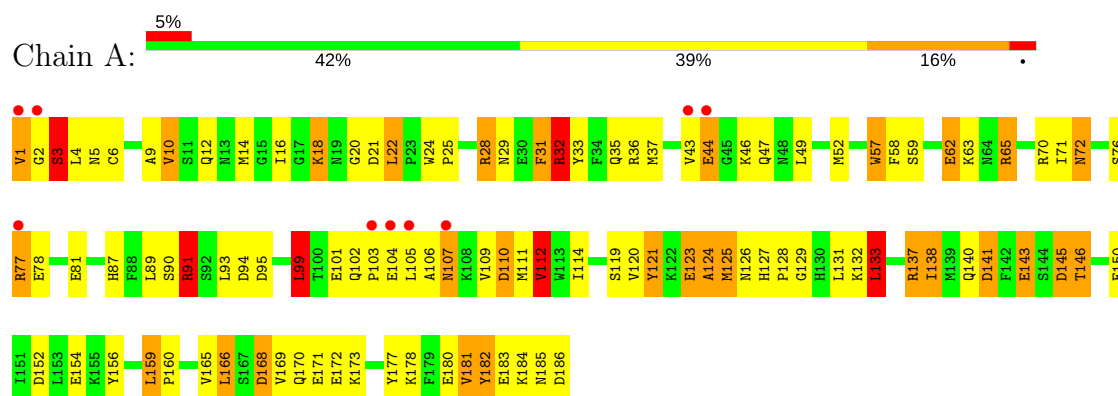 5%
Chain A:
42% 39% 16% •
V1 G2 S3 L4 N5 C6 A9 V10 S11 Q12 N13 M14 G15 I16 G17 K18 N19 G20 D21 L22 P23 W24 P25 R28 N29 E30 F31 R32 Y33 F34 Q35 R36 M37 V43 E44 G45 K46 Q47 N48 L49 M52 W57 F58 S59 E62 K63 N64 R65 R70 I71 N72 S76
R77 E78 E81 H87 F88 L89 S90 R91 S92 L93 D94 D95 L99 T100 E101 Q102 P103 E104 L105 A106 N107 K108 V109 D110 M111 V112 W113 I114 S119 V120 Y121 K122 E123 A124 M125 N126 H127 P128 G129 H130 L131 K132 L133 R137 I138 M139 Q140 D141 F142 E143 S144 D145 T146 F150
I151 D152 L153 E154 K155 Y156 L159 P160 V165 L166 S167 D168 V169 Q170 E171 E172 K173 Y177 K178 F179 E180 V181 Y182 E183 K184 N185 D186